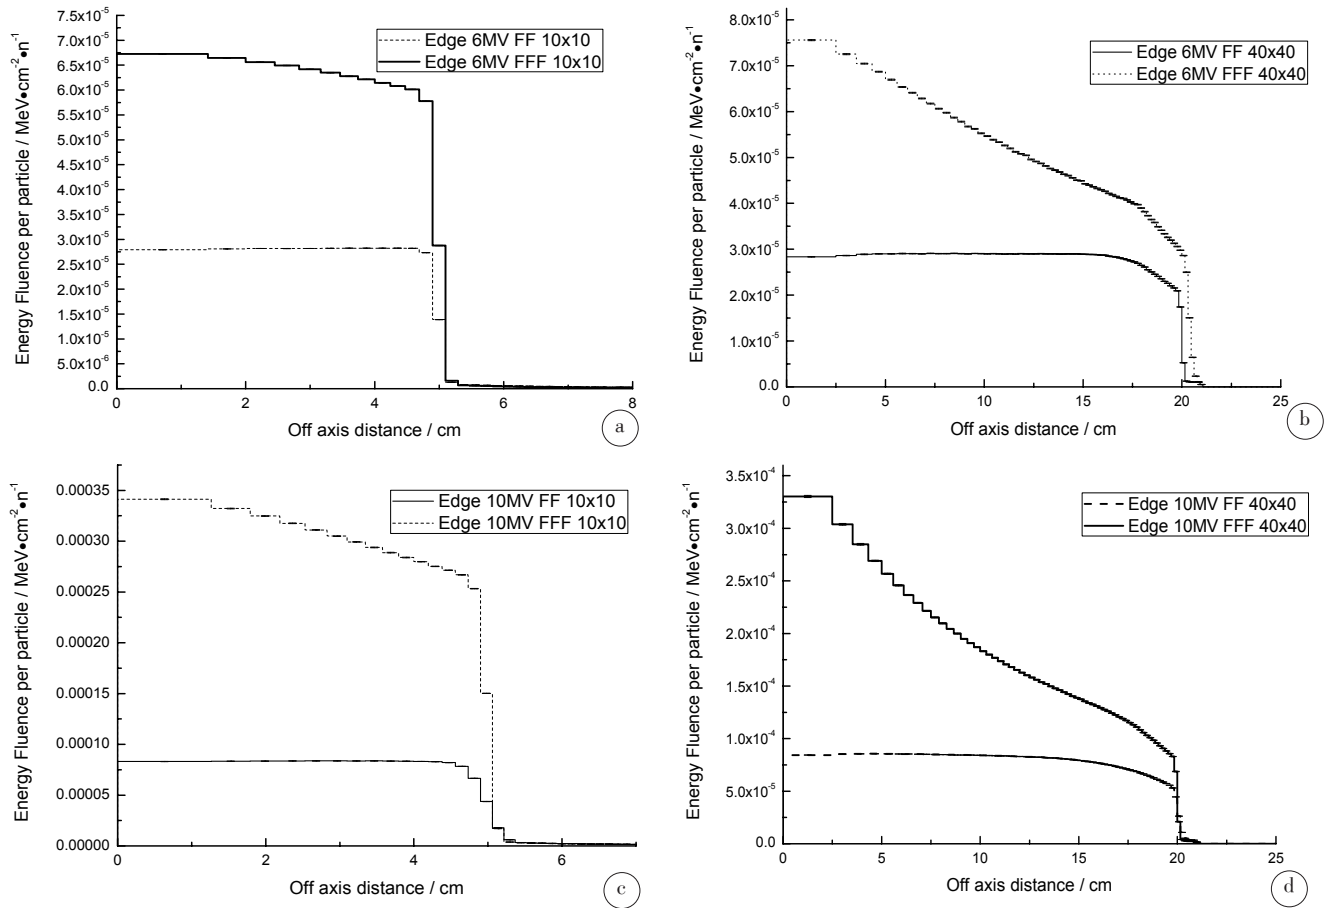 Energy Fluence per particle / MeV•cm⁻²•n⁻¹
7.5x10⁻⁵
7.0x10⁻⁵
6.5x10⁻⁵
6.0x10⁻⁵
5.5x10⁻⁵
5.0x10⁻⁵
4.5x10⁻⁵
4.0x10⁻⁵
3.5x10⁻⁵
3.0x10⁻⁵
2.5x10⁻⁵
2.0x10⁻⁵
1.5x10⁻⁵
1.0x10⁻⁵
5.0x10⁻⁶
0.0
Edge 6MV FF 10x10
Edge 6MV FFF 10x10
0 2 4 6 8
Off axis distance / cm
a
Energy Fluence per particle / MeV•cm⁻²•n⁻¹
8.0x10⁻⁵
7.0x10⁻⁵
6.0x10⁻⁵
5.0x10⁻⁵
4.0x10⁻⁵
3.0x10⁻⁵
2.0x10⁻⁵
1.0x10⁻⁵
0.0
Edge 6MV FF 40x40
Edge 6MV FFF 40x40
0 5 10 15 20 25
Off axis distance / cm
b
Energy Fluence per particle / MeV•cm⁻²•n⁻¹
0.00035
0.00030
0.00025
0.00020
0.00015
0.00010
0.00005
0.00000
Edge 10MV FF 10x10
Edge 10MV FFF 10x10
0 2 4 6
Off axis distance / cm
c
Energy Fluence per particle / MeV•cm⁻²•n⁻¹
3.5x10⁻⁴
3.0x10⁻⁴
2.5x10⁻⁴
2.0x10⁻⁴
1.5x10⁻⁴
1.0x10⁻⁴
5.0x10⁻⁵
0.0
Edge 10MV FF 40x40
Edge 10MV FFF 40x40
0 5 10 15 20 25
Off axis distance / cm
d